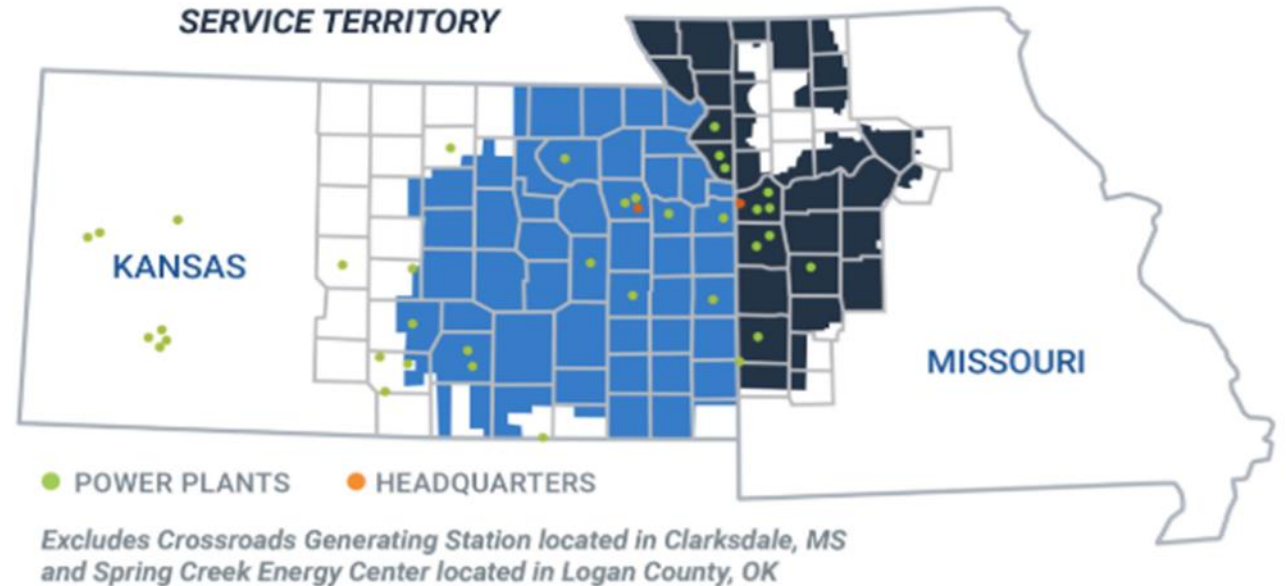 SERVICE TERRITORY
KANSAS
MISSOURI
POWER PLANTS
HEADQUARTERS
Excludes Crossroads Generating Station located in Clarksdale, MS
and Spring Creek Energy Center located in Logan County, OK